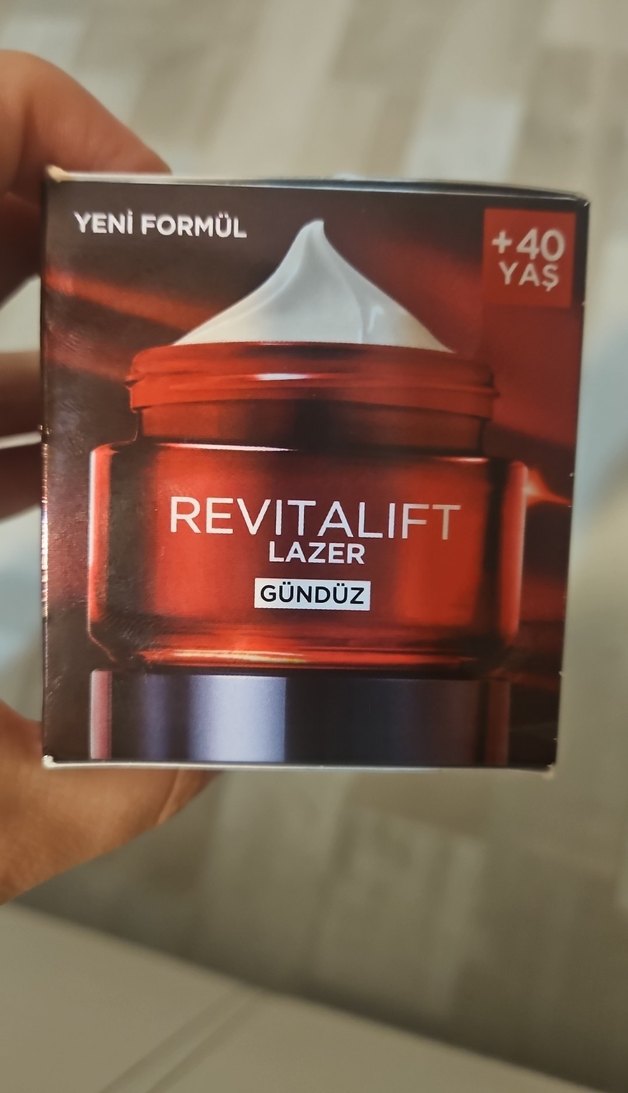 YENİ FORMÜL
+40
YAŞ
REVITALIFT
LAZER
GÜNDÜZ